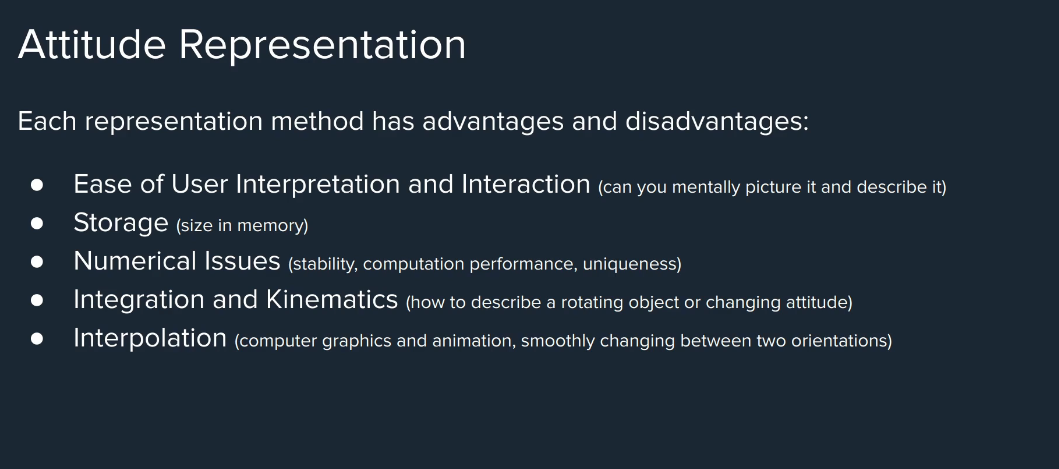 Attitude Representation
Each representation method has advantages and disadvantages:
● Ease of User Interpretation and Interaction (can you mentally picture it and describe it)
● Storage (size in memory)
● Numerical Issues (stability, computation performance, uniqueness)
● Integration and Kinematics (how to describe a rotating object or changing attitude)
● Interpolation (computer graphics and animation, smoothly changing between two orientations)